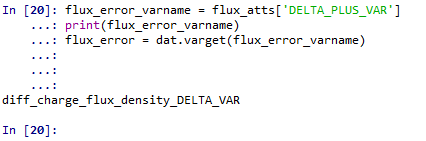 In [20]: flux_error_varname = flux_atts['DELTA_PLUS_VAR']
...: print(flux_error_varname)
...: flux_error = dat.varget(flux_error_varname)
...:
...:
...:
diff_charge_flux_density_DELTA_VAR
In [20]: